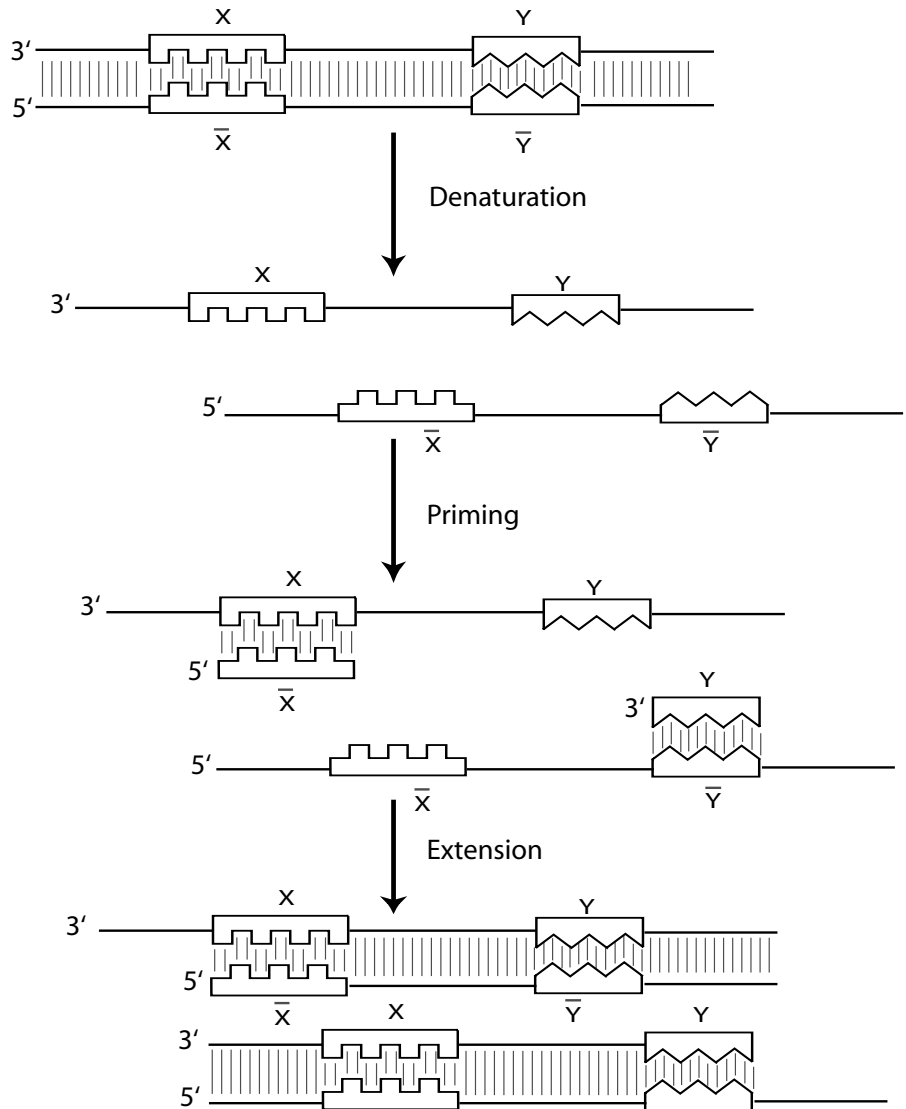 X Y
3‘
5‘
X̅ Y̅
Denaturation
X Y
3‘
5‘
X̅ Y̅
Priming
X Y
3‘
5‘
X̅ Y
3‘
5‘
X̅ Y̅
Extension
X Y
3‘
5‘
X̅ Y̅
X Y
3‘
5‘